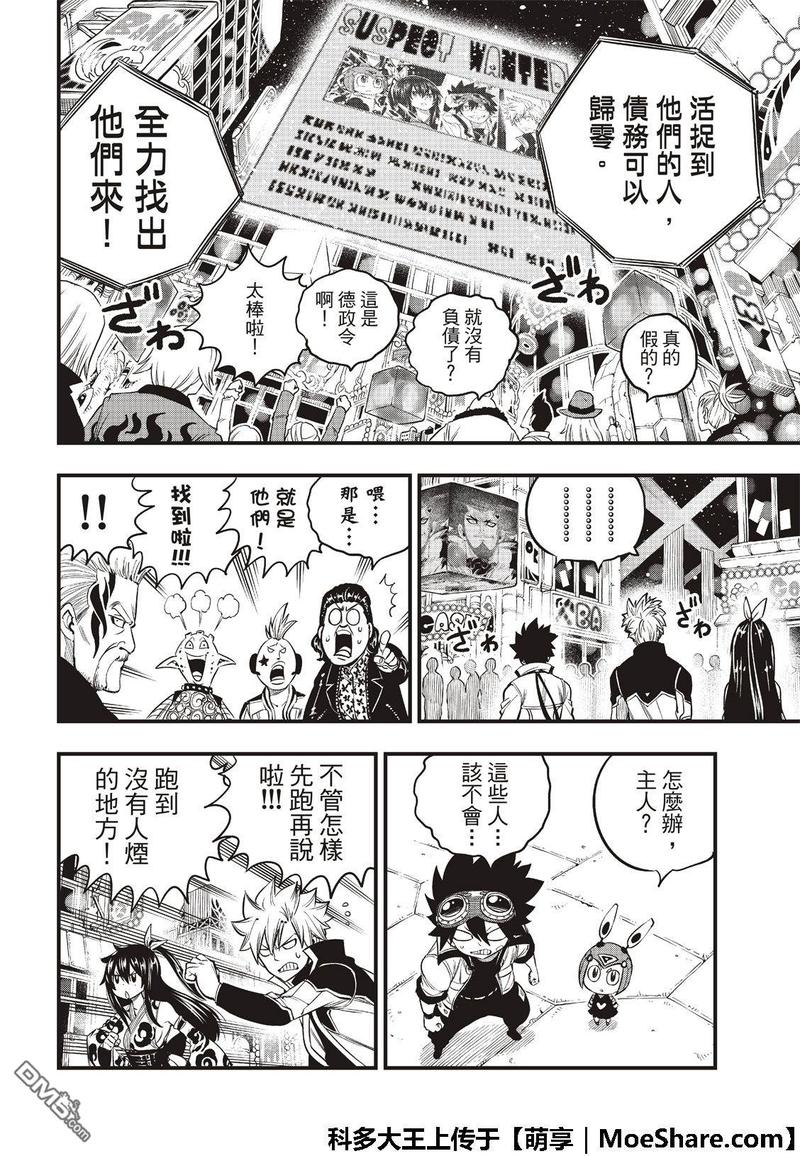 SUSPECT WANTED
活捉到
他們的人，
債務可以
歸零。
全力找出
他們來！
真的
假的？
就沒有
負債了？
這是
德政令
啊！
太棒啦！
ざわ
ざわ
………………
ざわ
ざわ
喂…
那是…
就是
他們！
找到啦!!!
!!
怎麼辦，
主人？
這些人…
該不會…
不管怎樣
先跑再說
啦!!!
跑到
沒有人煙
的地方！
DM5.com
科多大王上传于【萌享│MoeShare.com】